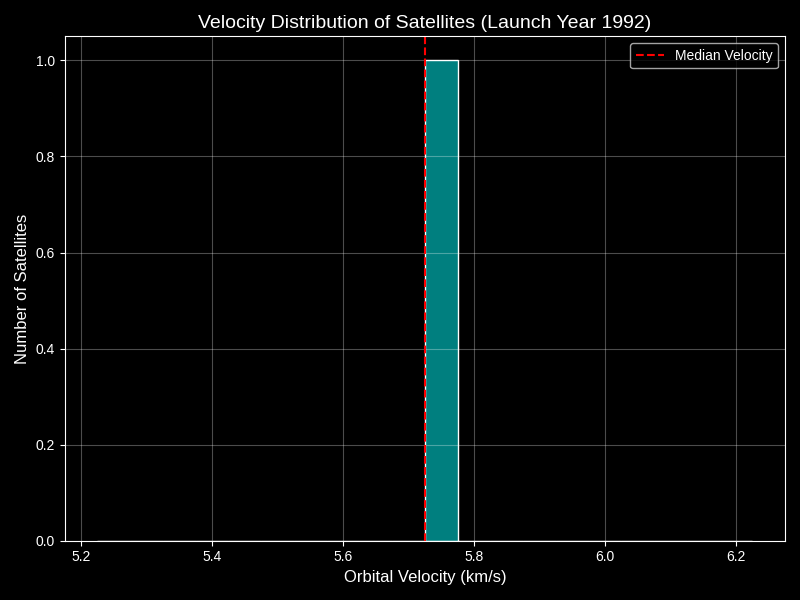 Velocity Distribution of Satellites (Launch Year 1992)
Median Velocity
Number of Satellites
1.0
0.8
0.6
0.4
0.2
0.0
5.2 5.4 5.6 5.8 6.0 6.2
Orbital Velocity (km/s)